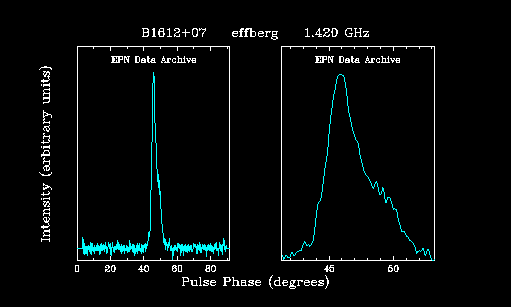 B1612+07 effberg 1.420 GHz
EPN Data Archive
EPN Data Archive
Intensity (arbitrary units)
0 20 40 60 80
45 50
Pulse Phase (degrees)